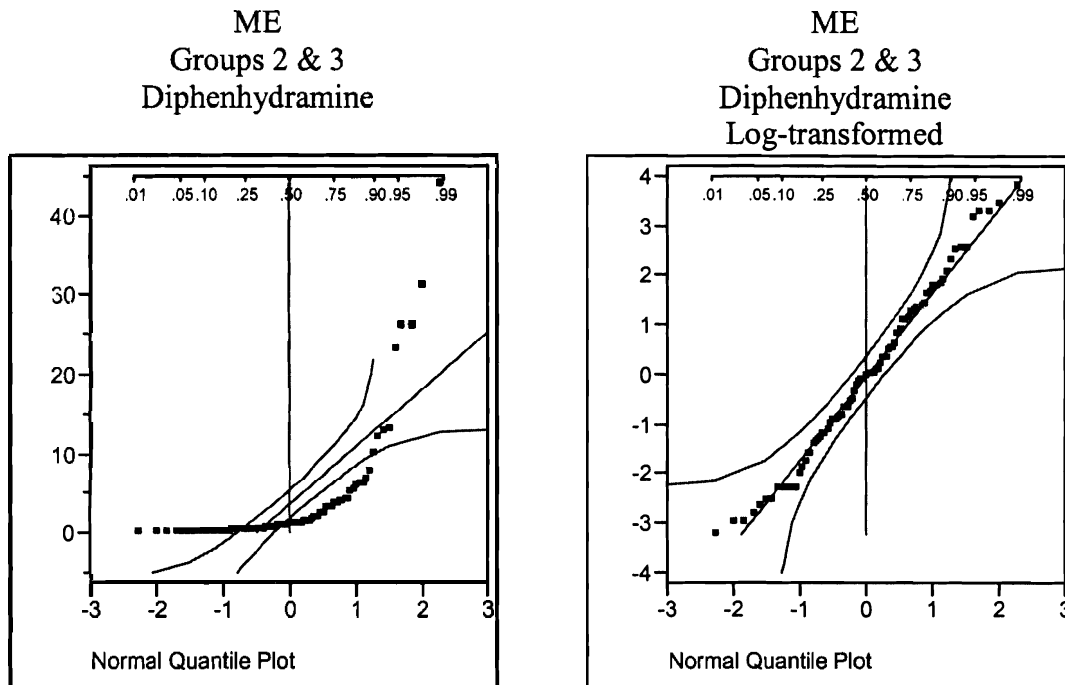 ME
Groups 2 & 3
Diphenhydramine
.01 .05 .10 .25 .50 .75 .90 .95 .99
40
30
20
10
0
-3 -2 -1 0 1 2 3
Normal Quantile Plot
ME
Groups 2 & 3
Diphenhydramine
Log-transformed
4
.01 .05 .10 .25 .50 .75 .90 .95 .99
3
2
1
0
-1
-2
-3
-4
-3 -2 -1 0 1 2 3
Normal Quantile Plot